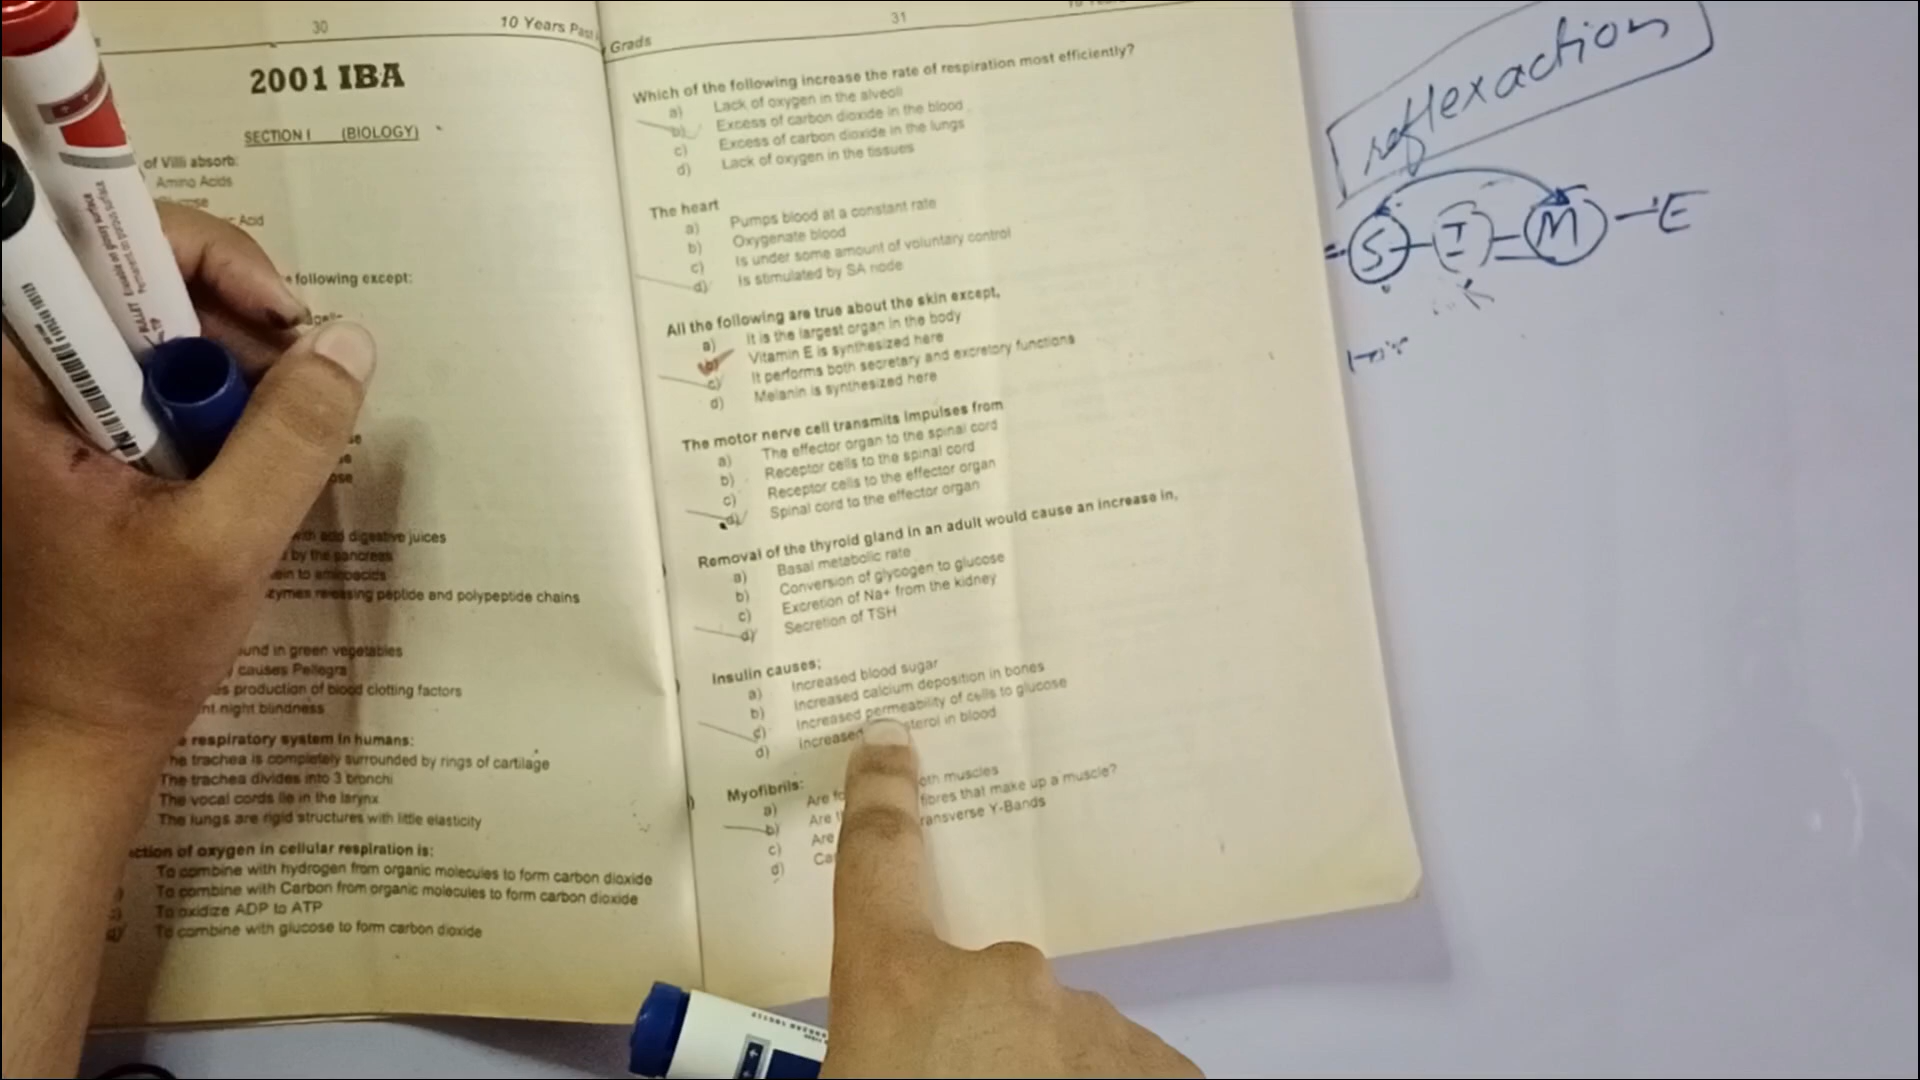 30
10 Years Past
2001 IBA
SECTION I (BIOLOGY)
of Villi absorb:
Amino Acids
Acid
following except:
with acid digestive juices
by the pancreas
to aminoacids
releasing peptide and polypeptide chains
in green vegetables
causes Pellegra
production of blood clotting factors
night blindness
respiratory system in humans:
The trachea is completely surrounded by rings of cartilage
The trachea divides into 3 bronchi
The vocal cords lie in the larynx
The lungs are rigid structures with little elasticity
of oxygen in cellular respiration is:
To combine with hydrogen from organic molecules to form carbon dioxide
To combine with Carbon from organic molecules to form carbon dioxide
To oxidize ADP to ATP
d) To combine with glucose to form carbon dioxide
Grads
31
Which of the following increase the rate of respiration most efficiently?
a) Lack of oxygen in the alveoli
b) Excess of carbon dioxide in the blood
c) Excess of carbon dioxide in the lungs
d) Lack of oxygen in the tissues
The heart
a) Pumps blood at a constant rate
b) Oxygenate blood
c) Is under some amount of voluntary control
d) Is stimulated by SA node
All the following are true about the skin except,
a) It is the largest organ in the body
b) Vitamin E is synthesized here
c) It performs both secretary and excretory functions
d) Melanin is synthesized here
The motor nerve cell transmits impulses from
a) The effector organ to the spinal cord
b) Receptor cells to the spinal cord
c) Receptor cells to the effector organ
d) Spinal cord to the effector organ
Removal of the thyroid gland in an adult would cause an increase in,
a) Basal metabolic rate
b) Conversion of glycogen to glucose
c) Excretion of Na+ from the kidney
d) Secretion of TSH
Insulin causes:
a) Increased blood sugar
b) Increased calcium deposition in bones
c) Increased permeability of cells to glucose
d) Increased in blood
Myofibrils:
a) Are muscles
b) Are fibres that make up a muscle?
c) Are Y-Bands
d)
reflexaction
S I M E